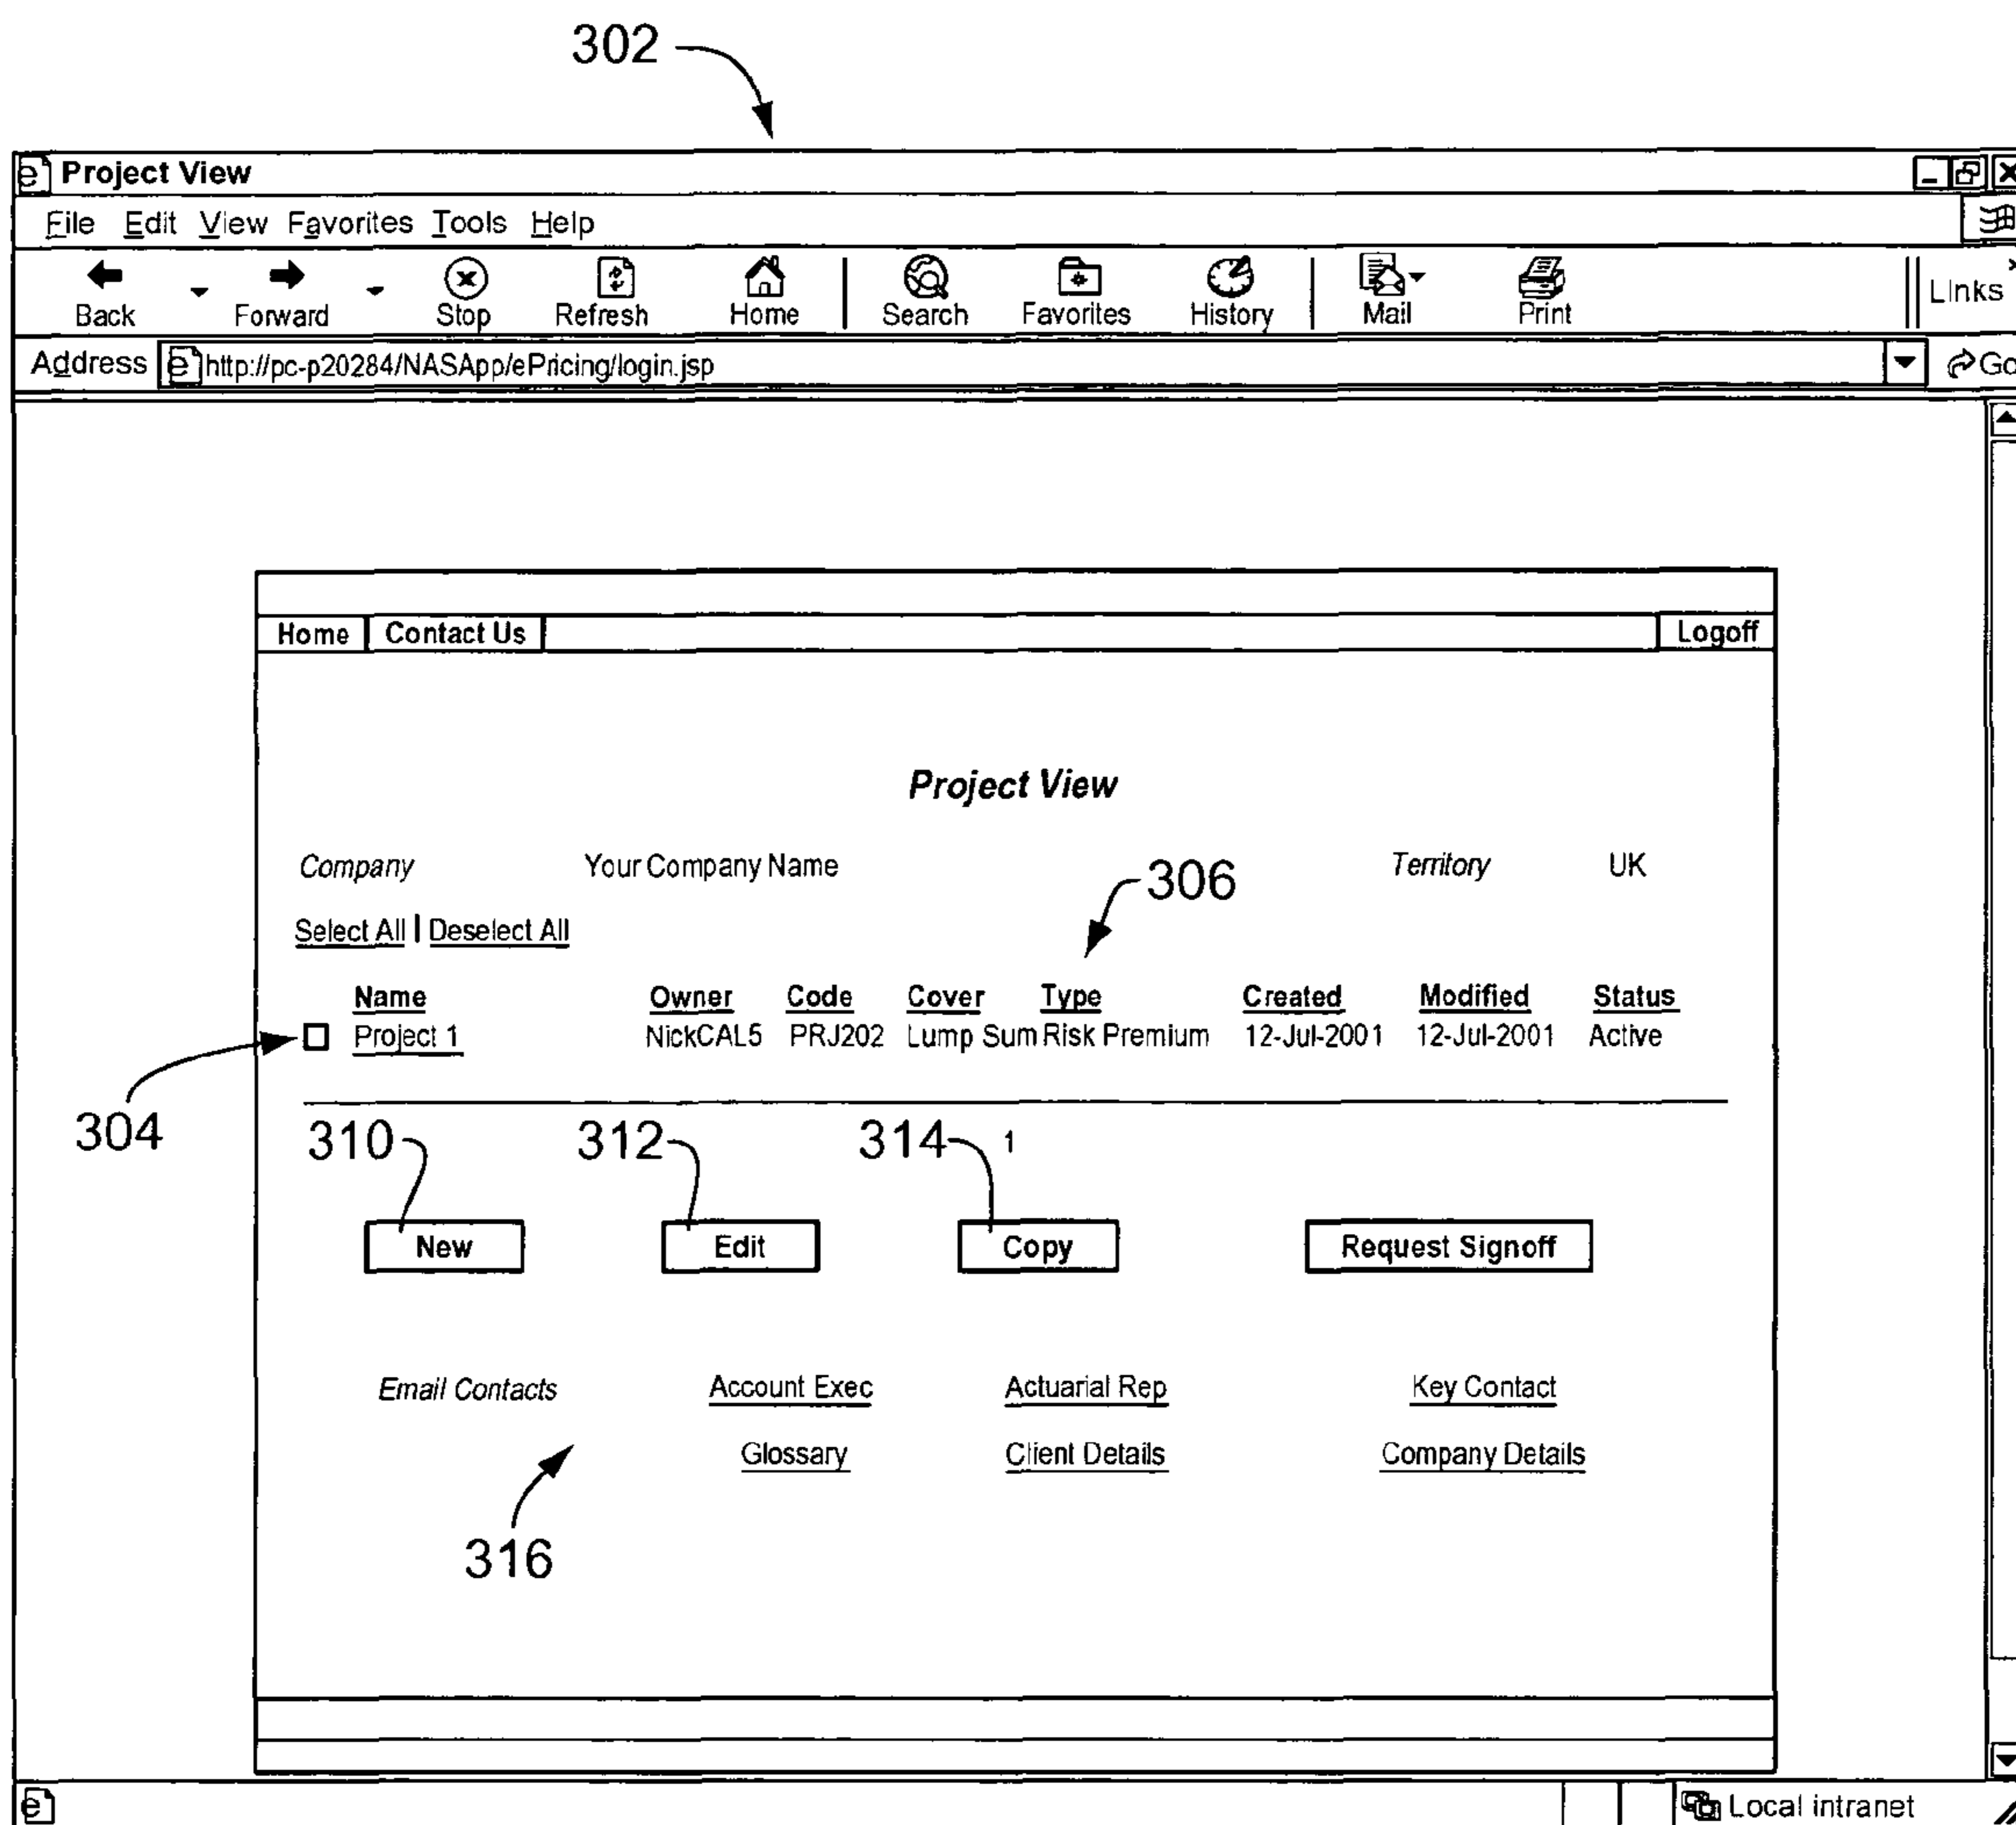 302
Project View
File Edit View Favorites Tools Help
Back Forward Stop Refresh Home Search Favorites History Mail Print Links
Address http://pc-p20284/NASApp/ePricing/login.jsp Go
Home Contact Us Logoff
Project View
Company Your Company Name Territory UK
306
Select All | Deselect All
Name Owner Code Cover Type Created Modified Status
Project 1 NickCAL5 PRJ202 Lump Sum Risk Premium 12-Jul-2001 12-Jul-2001 Active
304
310 312 314 1
New Edit Copy Request Signoff
Email Contacts Account Exec Actuarial Rep Key Contact
Glossary Client Details Company Details
316
Local intranet